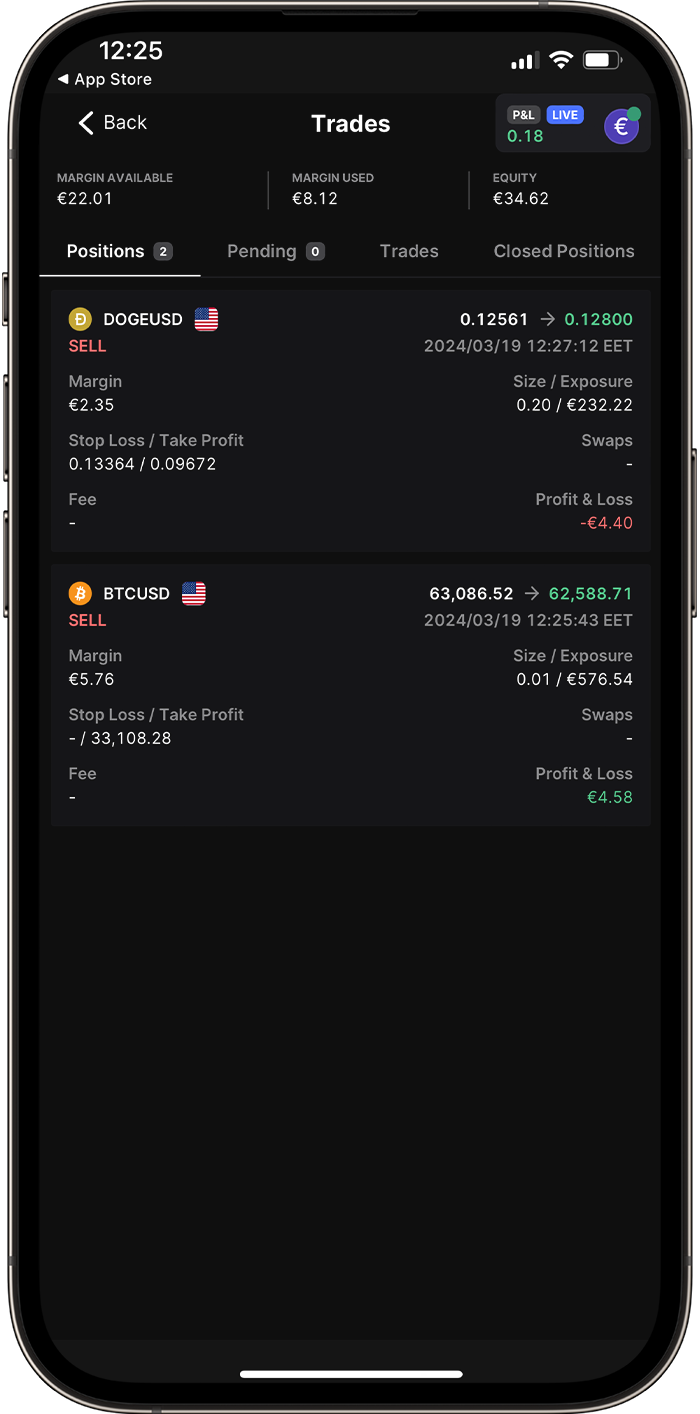 12:25
◀ App Store
Back
Trades
P&L LIVE
0.18
€
MARGIN AVAILABLE MARGIN USED EQUITY
€22.01 €8.12 €34.62
Positions 2 Pending 0 Trades Closed Positions
Ð DOGEUSD 0.12561 → 0.12800
SELL 2024/03/19 12:27:12 EET
Margin Size / Exposure
€2.35 0.20 / €232.22
Stop Loss / Take Profit Swaps
0.13364 / 0.09672 -
Fee Profit & Loss
- -€4.40
₿ BTCUSD 63,086.52 → 62,588.71
SELL 2024/03/19 12:25:43 EET
Margin Size / Exposure
€5.76 0.01 / €576.54
Stop Loss / Take Profit Swaps
- / 33,108.28 -
Fee Profit & Loss
- €4.58